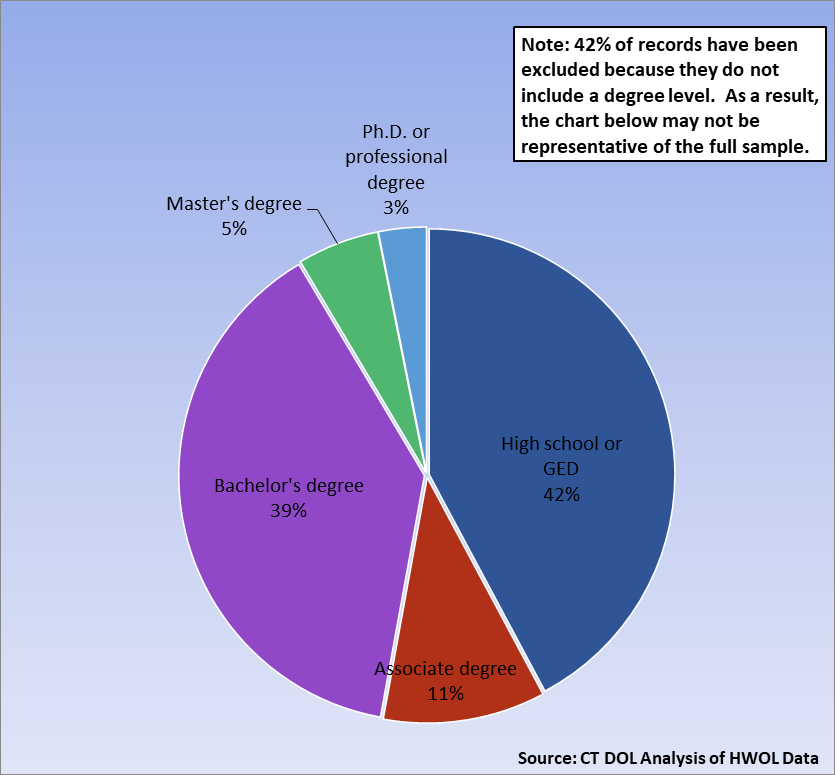 Note: 42% of records have been
excluded because they do not
include a degree level.  As a result,
the chart below may not be
representative of the full sample.
Ph.D. or
professional
degree
3%
Master's degree
5%
High school or
GED
42%
Bachelor's degree
39%
Associate degree
11%
Source: CT DOL Analysis of HWOL Data